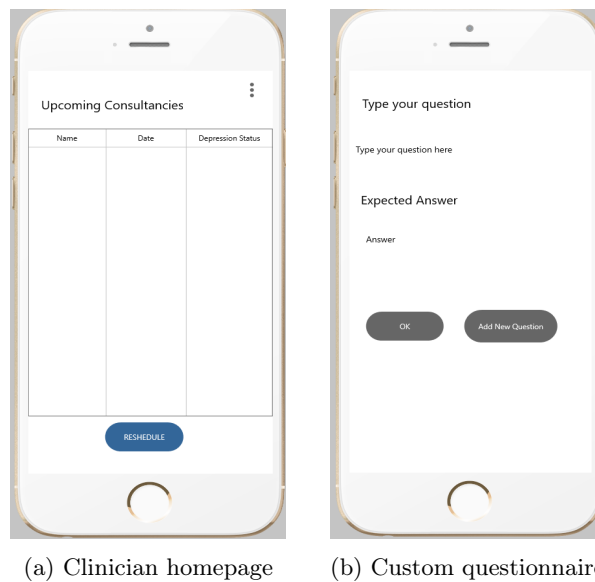 Upcoming Consultancies
Name Date Depression Status
RESHEDULE
(a) Clinician homepage
Type your question
Type your question here
Expected Answer
Answer
OK Add New Question
(b) Custom questionnaire